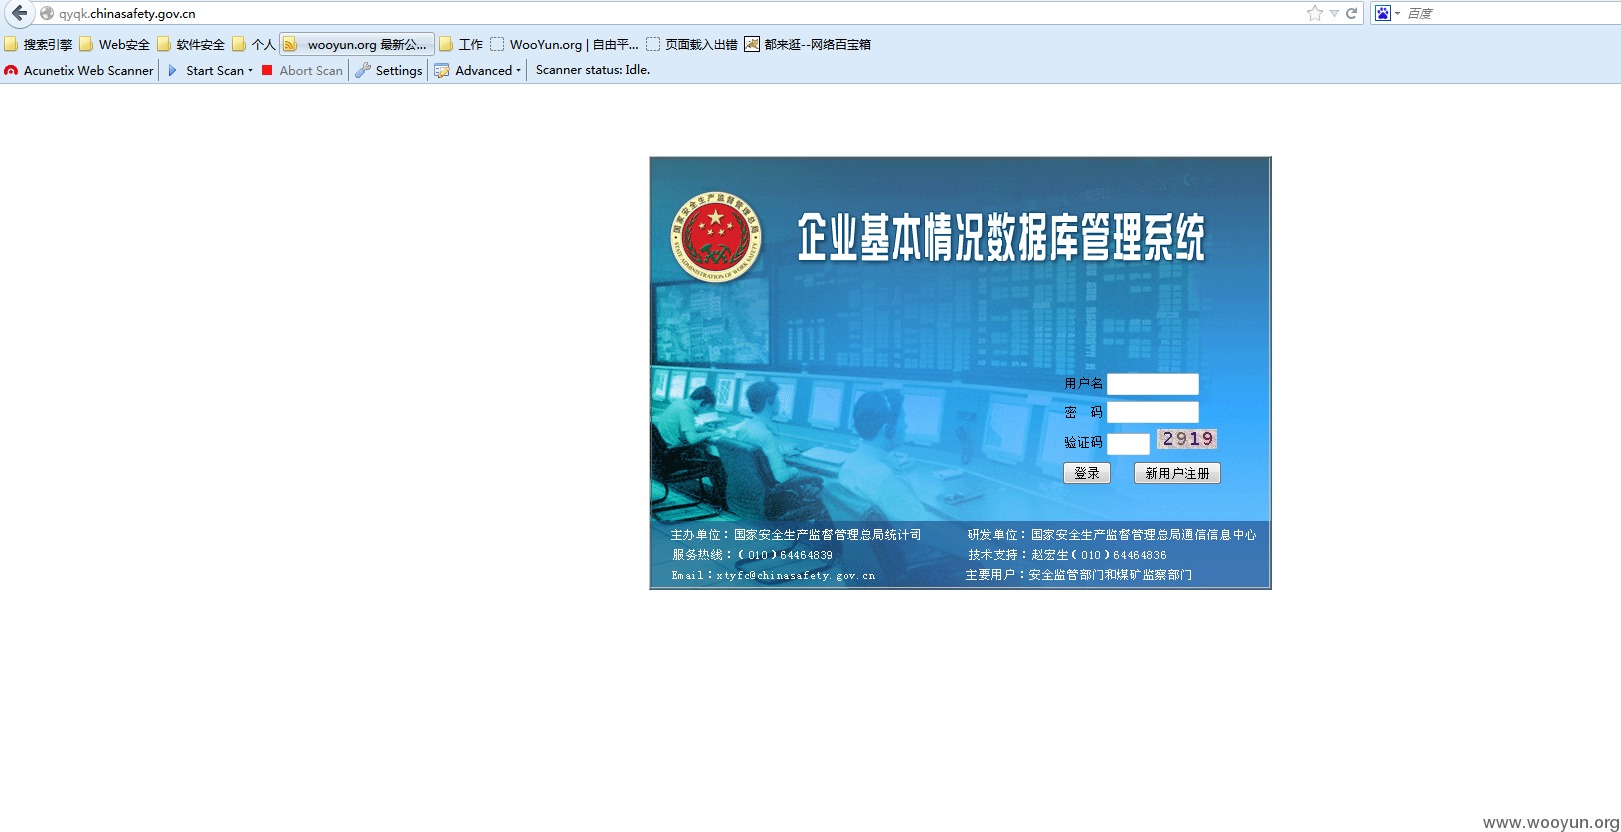 qyqk.chinasafety.gov.cn 百度
搜索引擎 Web安全 软件安全 个人 wooyun.org 最新公... 工作 WooYun.org | 自由平... 页面载入出错 都来逛--网络百宝箱
Acunetix Web Scanner Start Scan Abort Scan Settings Advanced Scanner status: Idle.
国家安全生产监督管理总局
STATE ADMINISTRATION OF WORK SAFETY
企业基本情况数据库管理系统
用户名
密 码
验证码 2919
登录 新用户注册
主办单位：国家安全生产监督管理总局统计司 研发单位：国家安全生产监督管理总局通信信息中心
服务热线：（010）64464839 技术支持：赵宏生（010）64464836
Email：xtyfc@chinasafety.gov.cn 主要用户：安全监管部门和煤矿监察部门
www.wooyun.org